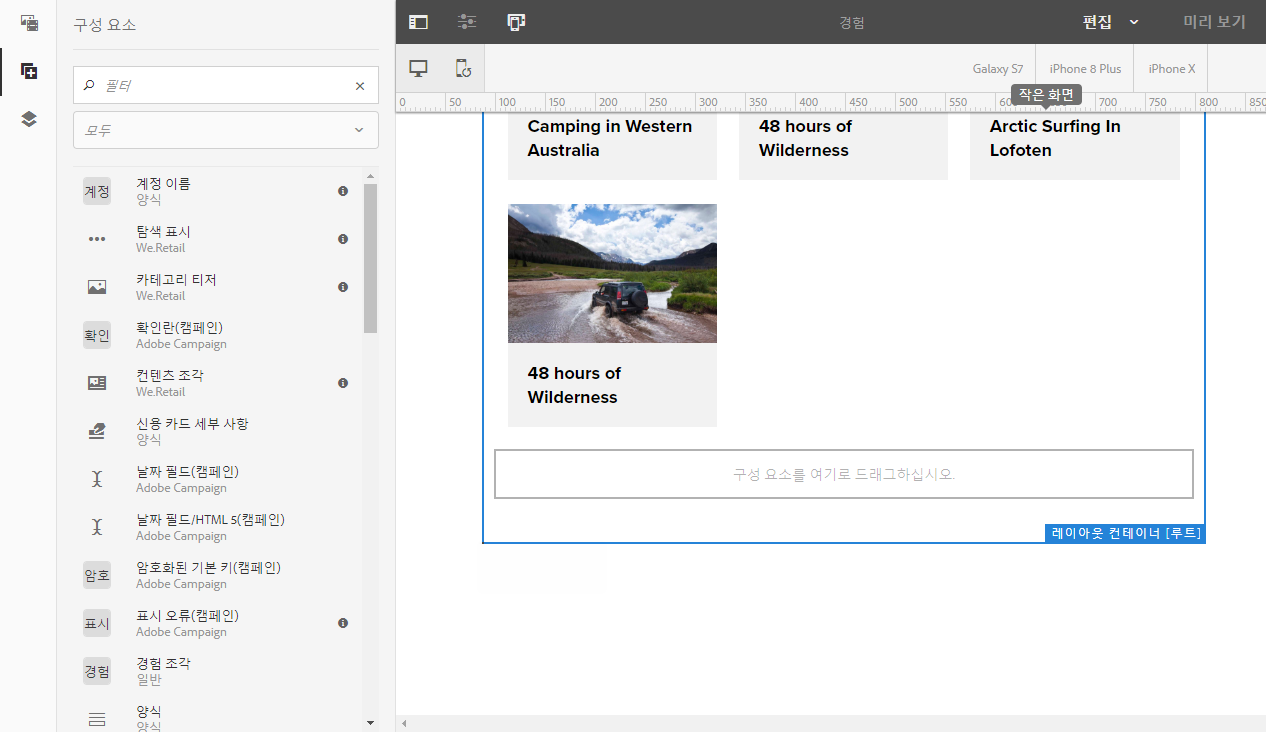 구성 요소
필터
모두
계정
계정 이름
양식
탐색 표시
We.Retail
카테고리 티저
We.Retail
확인
확인란(캠페인)
Adobe Campaign
컨텐츠 조각
We.Retail
신용 카드 세부 사항
양식
날짜 필드(캠페인)
Adobe Campaign
날짜 필드/HTML 5(캠페인)
Adobe Campaign
암호
암호화된 기본 키(캠페인)
Adobe Campaign
표시
표시 오류(캠페인)
Adobe Campaign
경험
경험 조각
일반
양식
양식
경험
편집
미리 보기
Galaxy S7
iPhone 8 Plus
iPhone X
작은 화면
0 50 100 150 200 250 300 350 400 450 500 550 600 700 750 800 850
Camping in Western
Australia
48 hours of
Wilderness
Arctic Surfing In
Lofoten
48 hours of
Wilderness
구성 요소를 여기로 드래그하십시오.
레이아웃 컨테이너 [루트]